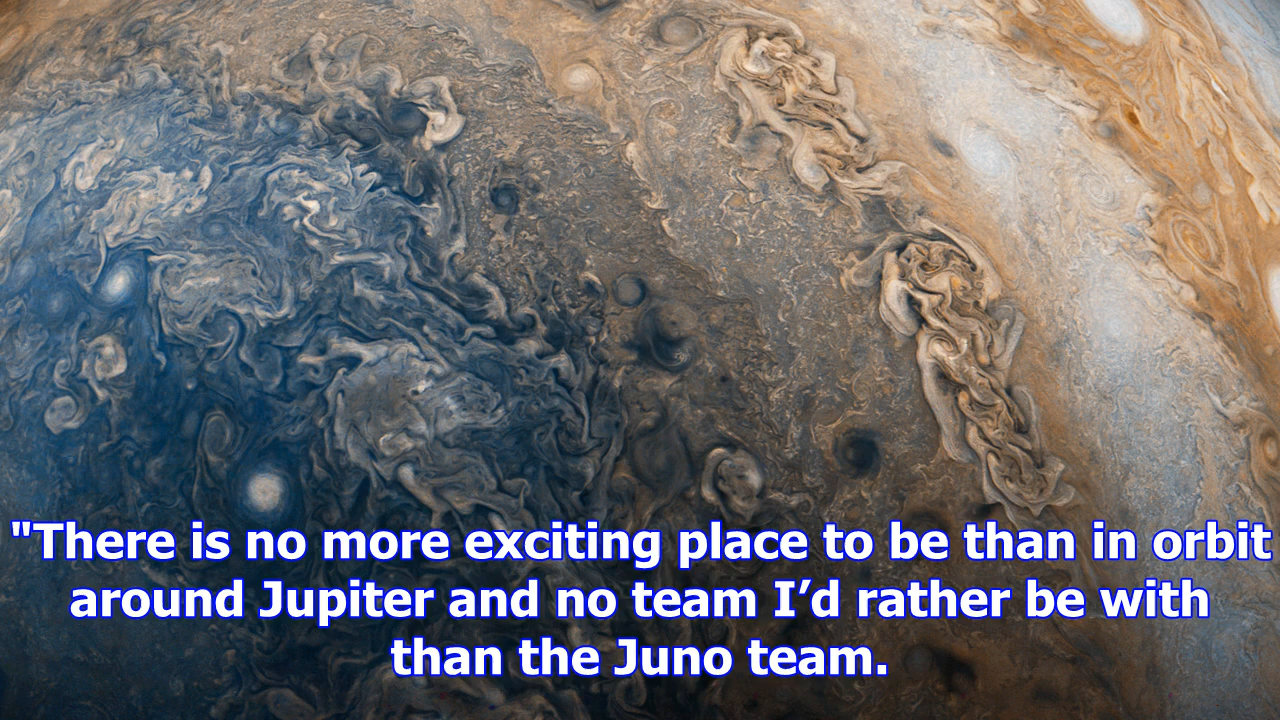 "There is no more exciting place to be than in orbit
around Jupiter and no team I’d rather be with
than the Juno team.